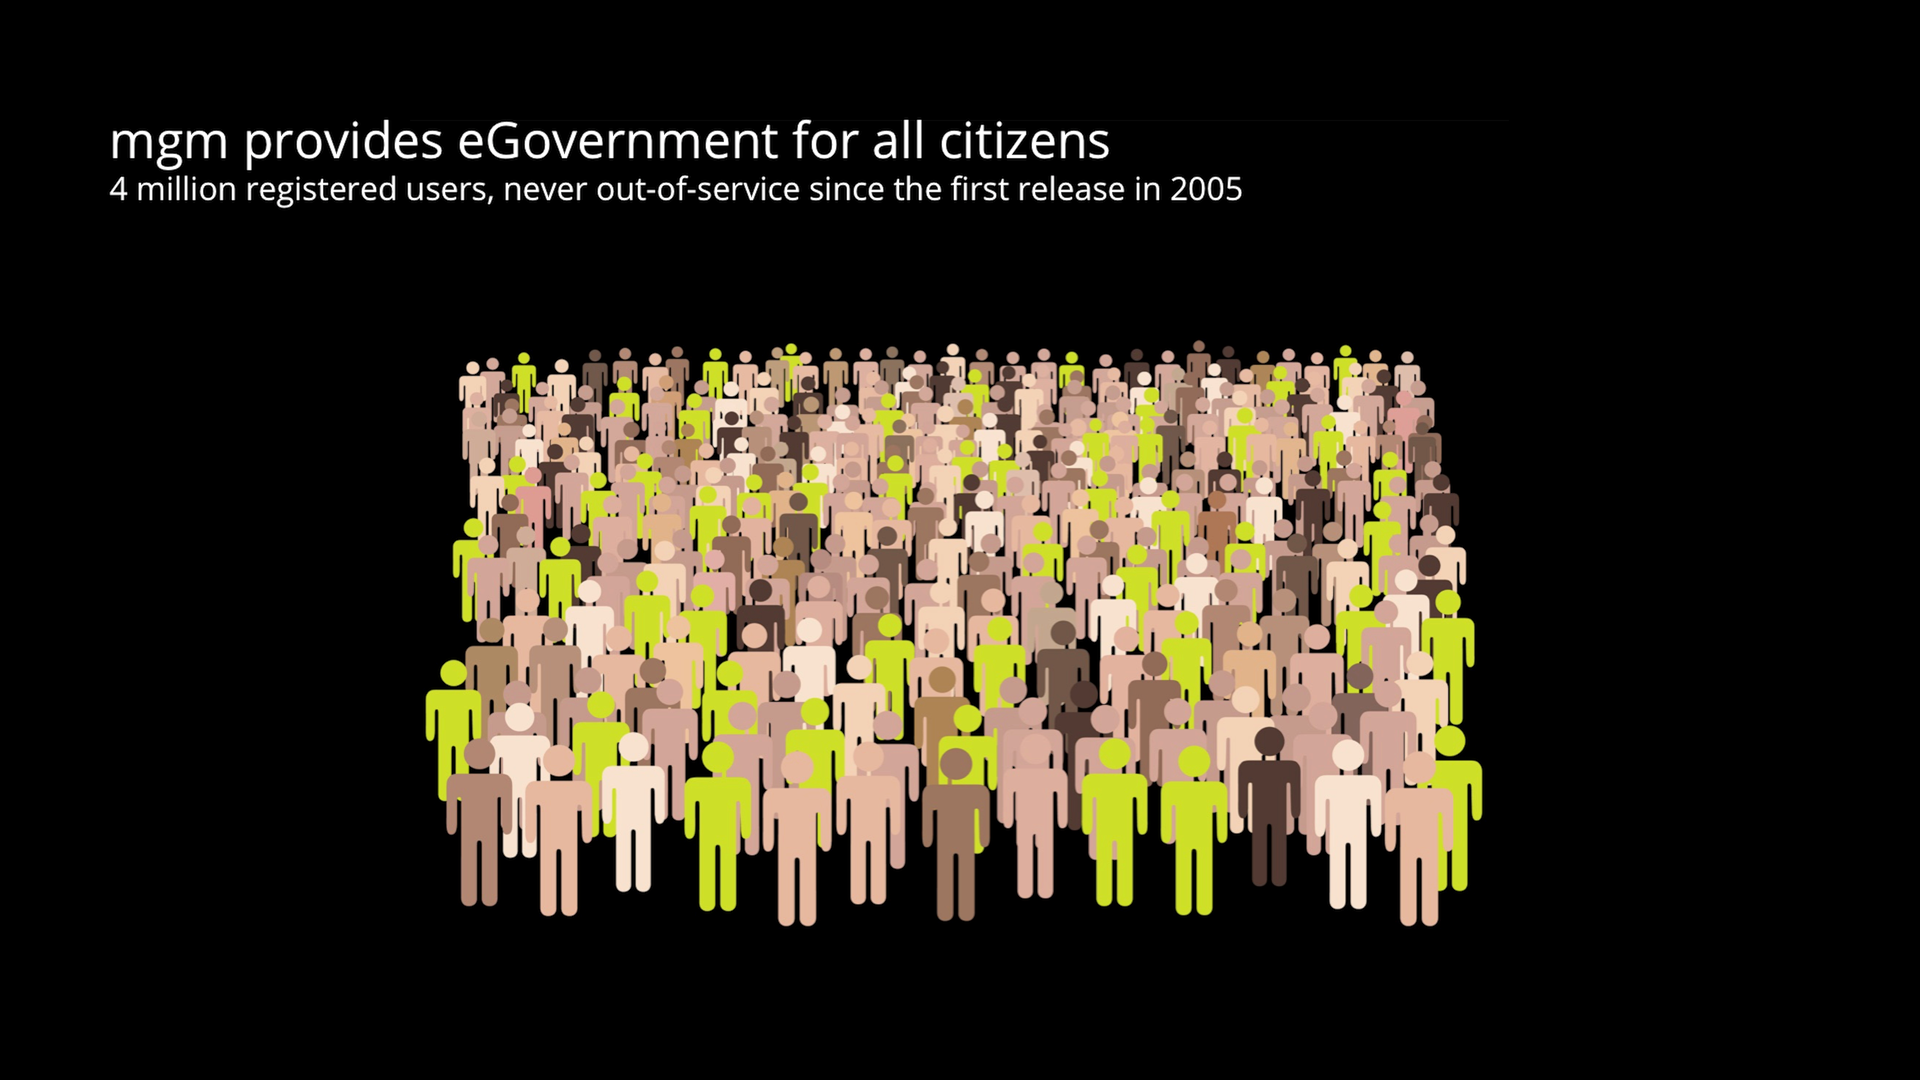 mgm provides eGovernment for all citizens
4 million registered users, never out-of-service since the first release in 2005